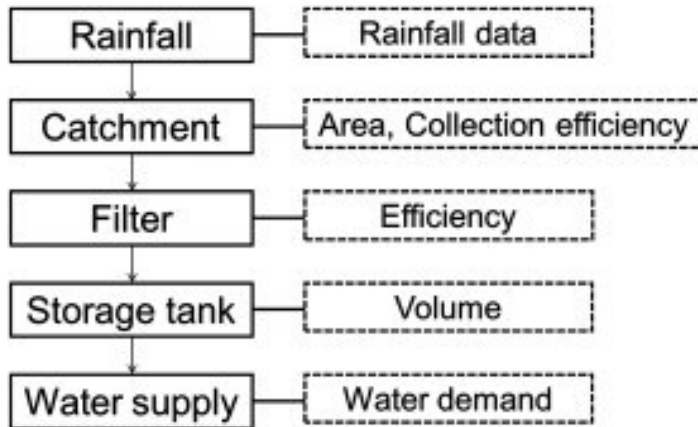 Rainfall
Rainfall data
Catchment
Area, Collection efficiency
Filter
Efficiency
Storage tank
Volume
Water supply
Water demand